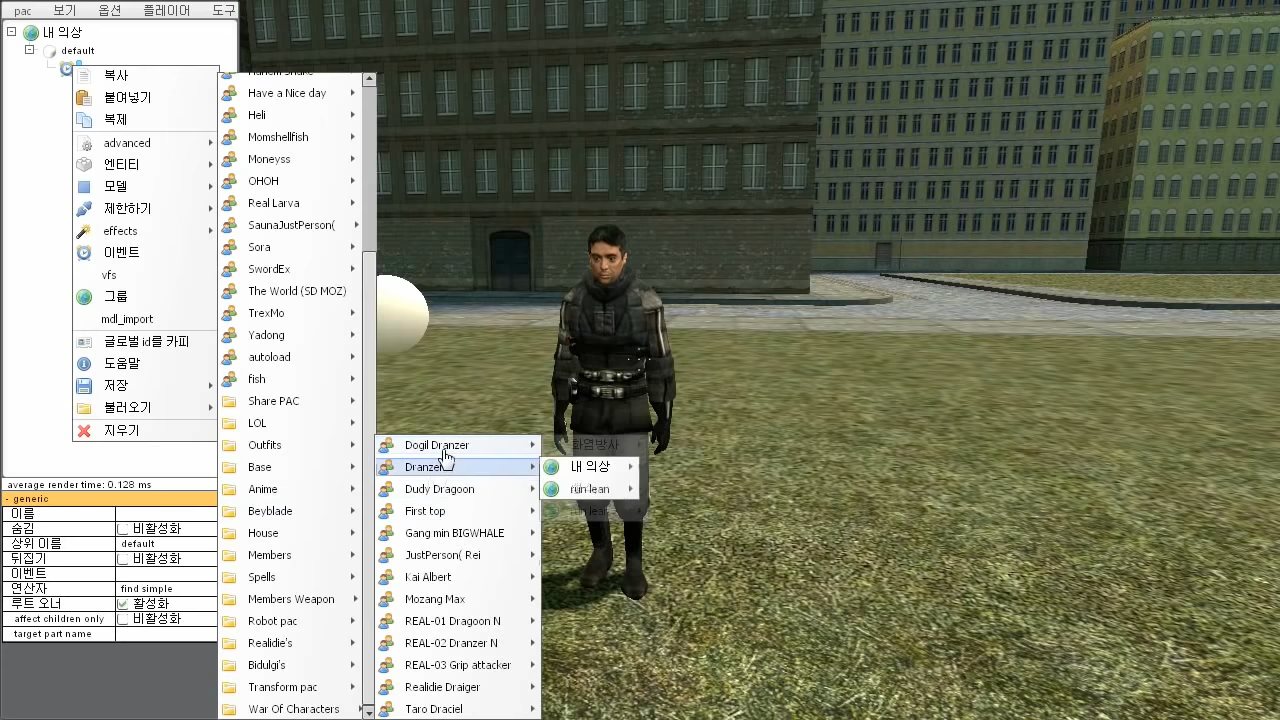 pac 보기 옵션 플레이어 도구
내 의상
default
복사
붙여넣기
복제
advanced
엔티티
모델
제한하기
effects
이벤트
vfs
그룹
mdl_import
글로벌 id를 카피
도움말
저장
불러오기
지우기
Have a Nice day
Heli
Momshellfish
Moneyss
OHOH
Real Larva
SaunaJustPerson(
Sora
SwordEx
The World (SD MOZ)
TrexMo
Yadong
autoload
fish
Share PAC
LOL
Outfits
Base
Anime
Beyblade
House
Members
Spells
Members Weapon
Robot pac
Realidie's
Bidulgi's
Transform pac
War Of Characters
Dogil Dranzer
Dranzer
Dudy Dragoon
First top
Gang min BIGWHALE
JustPerson( Rei
Kai Albert
Mozang Max
REAL-01 Dragoon N
REAL-02 Dranzer N
REAL-03 Grip attacker
Realidie Draiger
Taro Draciel
화염방사
내 의상
run lean
run lean
average render time: 0.128 ms
- generic
이름
숨김 비활성화
상위 이름 default
뒤집기 비활성화
이벤트
연산자 find simple
루트 오너 활성화
affect children only 비활성화
target part name